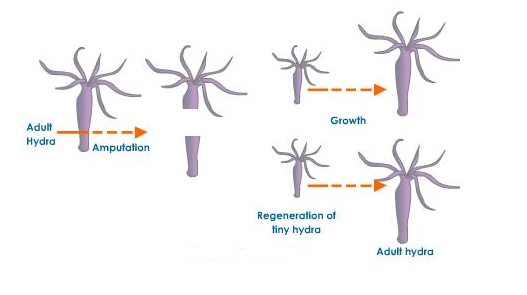 Adult
Hydra
Amputation
Growth
Regeneration of
tiny hydra
Adult hydra